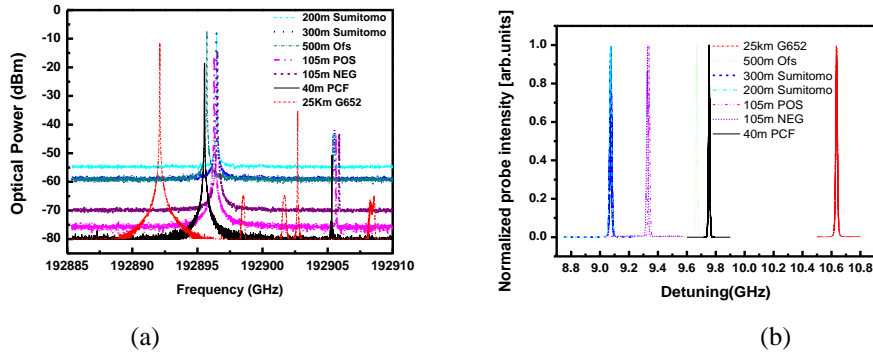 200m Sumitomo
300m Sumitomo
500m Ofs
105m POS
105m NEG
40m PCF
25Km G652
Optical Power (dBm)
0
-10
-20
-30
-40
-50
-60
-70
-80
192885 192890 192895 192900 192905 192910
Frequency (GHz)
(a)
25km G652
500m Ofs
300m Sumitomo
200m Sumitomo
105m POS
105m NEG
40m PCF
Normalized probe intensity [arb.units]
1.0
0.8
0.6
0.4
0.2
0.0
8.8 9.0 9.2 9.4 9.6 9.8 10.0 10.2 10.4 10.6 10.8
Detuning(GHz)
(b)